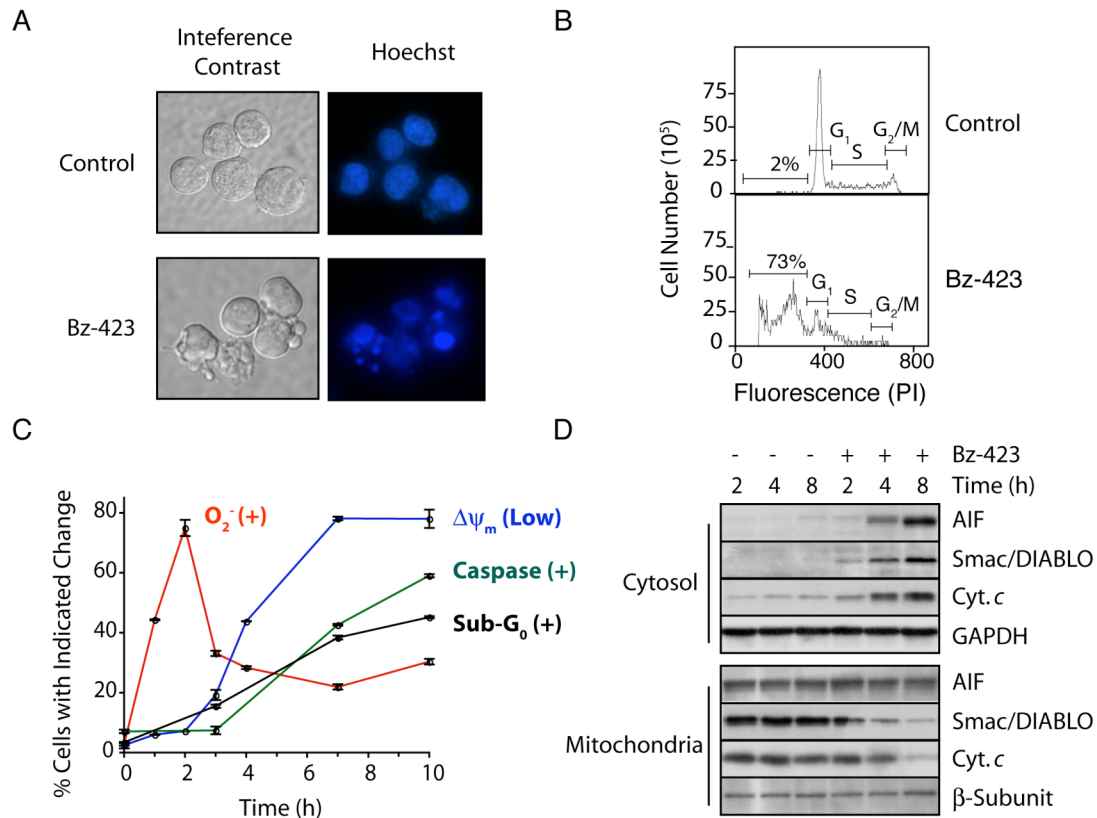 A
Inteference
Contrast
Hoechst
Control
Bz-423
B
Cell Number (10⁵)
75
50
25
0
2%
G₁
S
G₂/M
Control
75
50
25
0
73%
G₁
S
G₂/M
Bz-423
0
400
800
Fluorescence (PI)
C
% Cells with Indicated Change
80
60
40
20
0
O₂⁻ (+)
Δψₘ (Low)
Caspase (+)
Sub-G₀ (+)
0
2
4
6
8
10
Time (h)
D
- - - + + + Bz-423
2 4 8 2 4 8 Time (h)
Cytosol
AIF
Smac/DIABLO
Cyt. c
GAPDH
Mitochondria
AIF
Smac/DIABLO
Cyt. c
β-Subunit